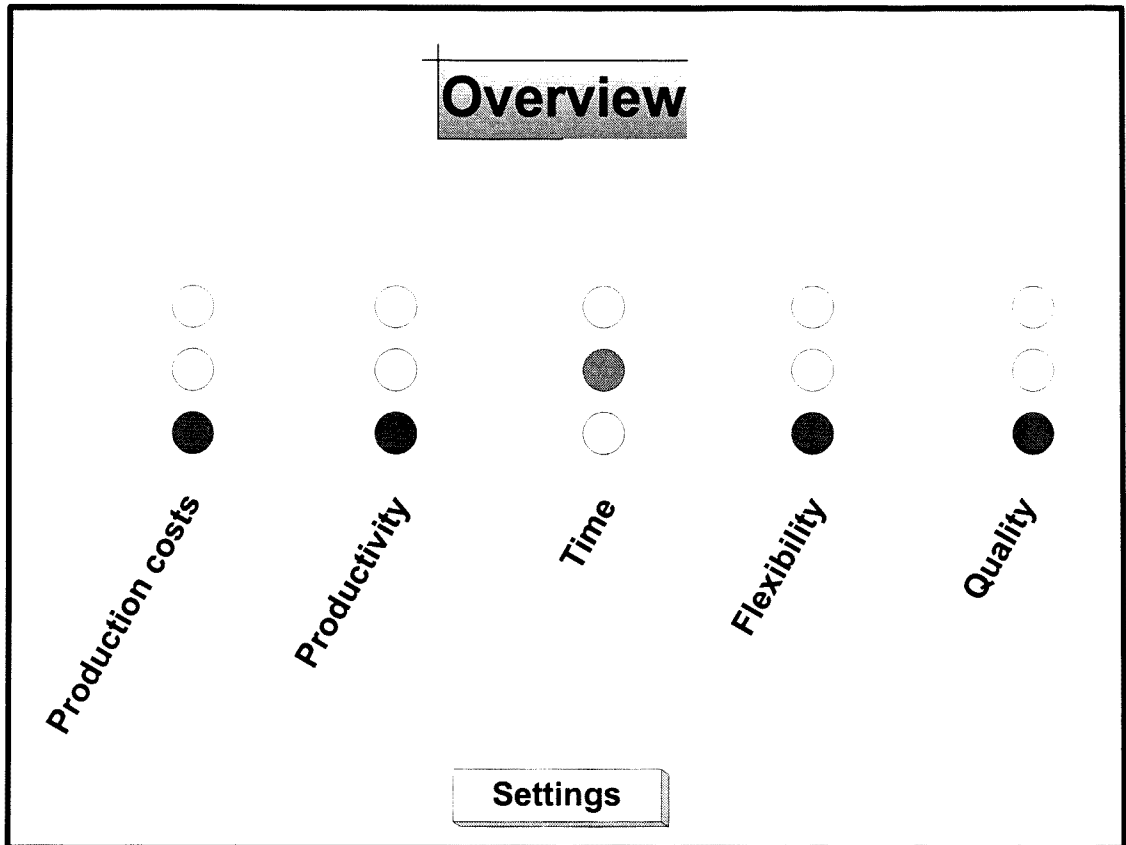 Overview
Production costs
Productivity
Time
Flexibility
Quality
Settings